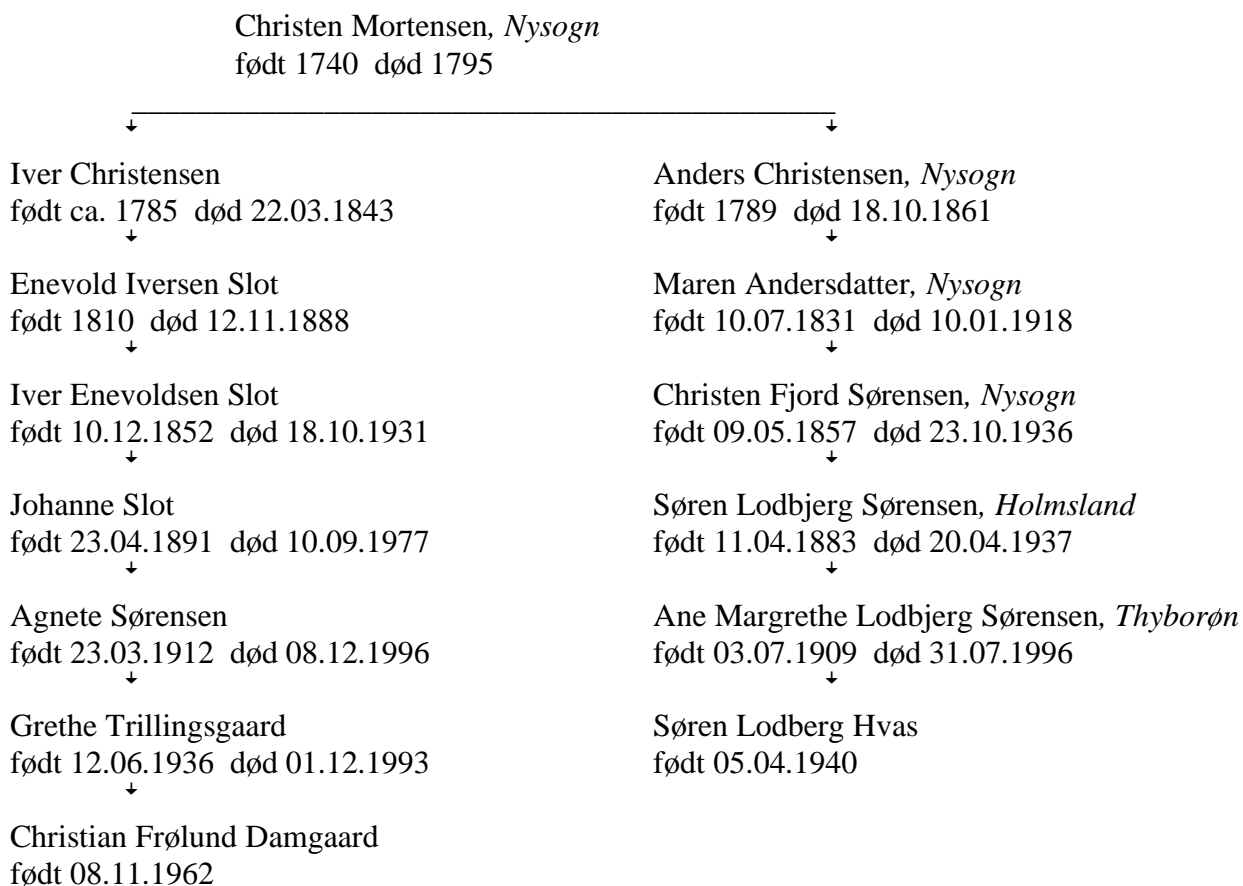 Christen Mortensen, Nysogn
født 1740 død 1795
Iver Christensen
født ca. 1785 død 22.03.1843
Enevold Iversen Slot
født 1810 død 12.11.1888
Iver Enevoldsen Slot
født 10.12.1852 død 18.10.1931
Johanne Slot
født 23.04.1891 død 10.09.1977
Agnete Sørensen
født 23.03.1912 død 08.12.1996
Grethe Trillingsgaard
født 12.06.1936 død 01.12.1993
Christian Frølund Damgaard
født 08.11.1962
Anders Christensen, Nysogn
født 1789 død 18.10.1861
Maren Andersdatter, Nysogn
født 10.07.1831 død 10.01.1918
Christen Fjord Sørensen, Nysogn
født 09.05.1857 død 23.10.1936
Søren Lodbjerg Sørensen, Holmsland
født 11.04.1883 død 20.04.1937
Ane Margrethe Lodbjerg Sørensen, Thyborøn
født 03.07.1909 død 31.07.1996
Søren Lodberg Hvas
født 05.04.1940